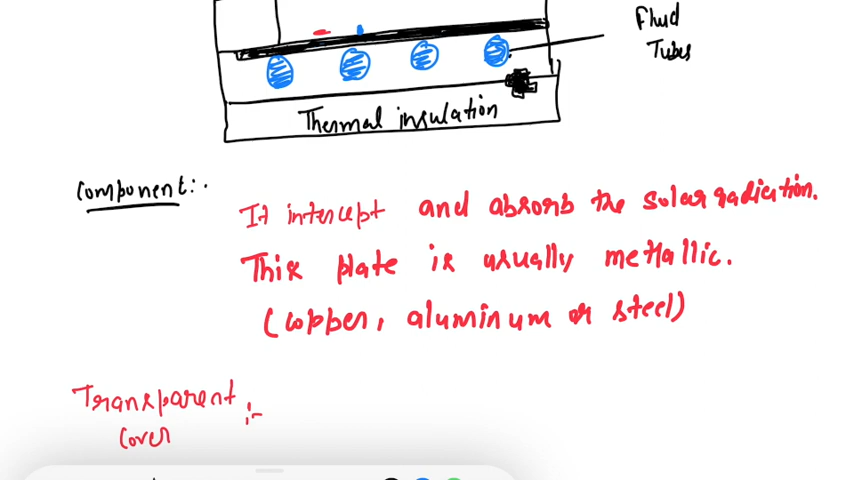 Fluid
Tubes
Thermal insulation
Component:.
It intercept and absorb the solar radiation.
This plate is usually metallic.
(copper, aluminum or steel)
Transparent :-
Cover